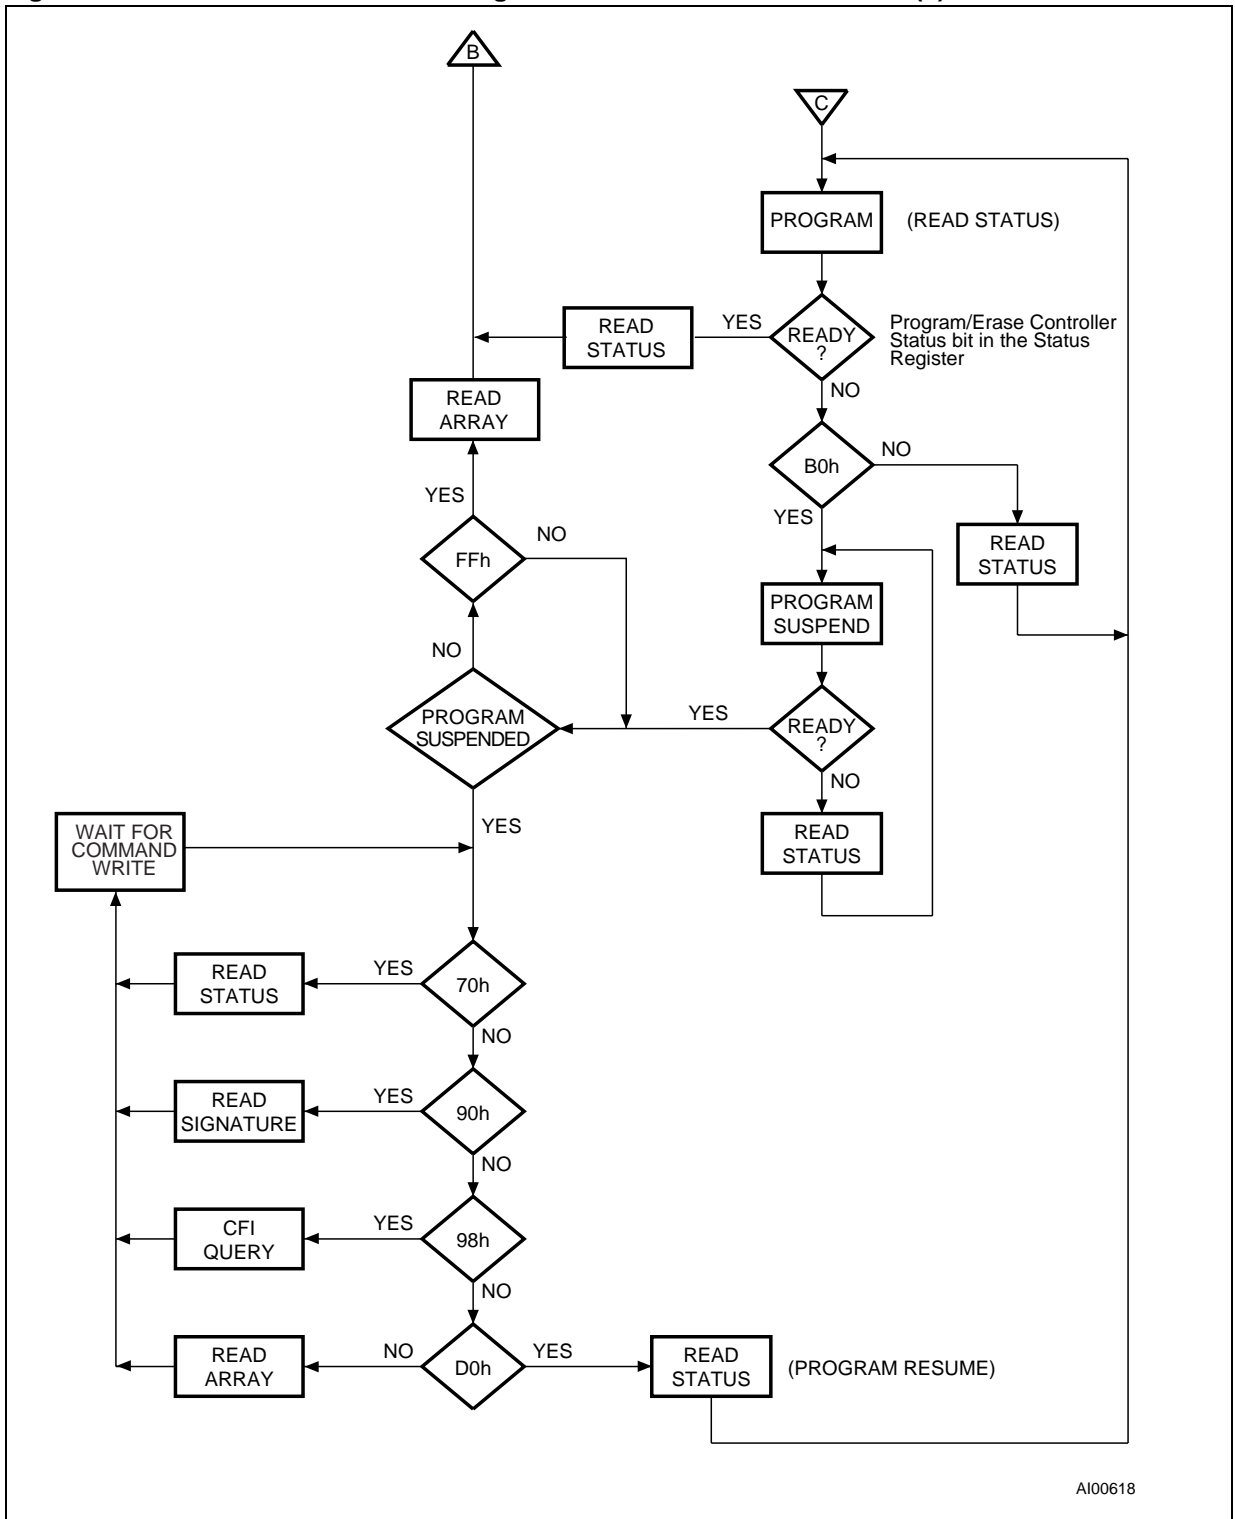 B
C
PROGRAM
(READ STATUS)
READ
STATUS
YES
READY
?
Program/Erase Controller
Status bit in the Status
Register
NO
READ
ARRAY
B0h
NO
YES
YES
FFh
NO
READ
STATUS
PROGRAM
SUSPEND
NO
PROGRAM
SUSPENDED
YES
READY
?
NO
YES
WAIT FOR
COMMAND
WRITE
READ
STATUS
READ
STATUS
YES
70h
NO
READ
SIGNATURE
YES
90h
NO
CFI
QUERY
YES
98h
NO
READ
ARRAY
NO
D0h
YES
READ
STATUS
(PROGRAM RESUME)
AI00618